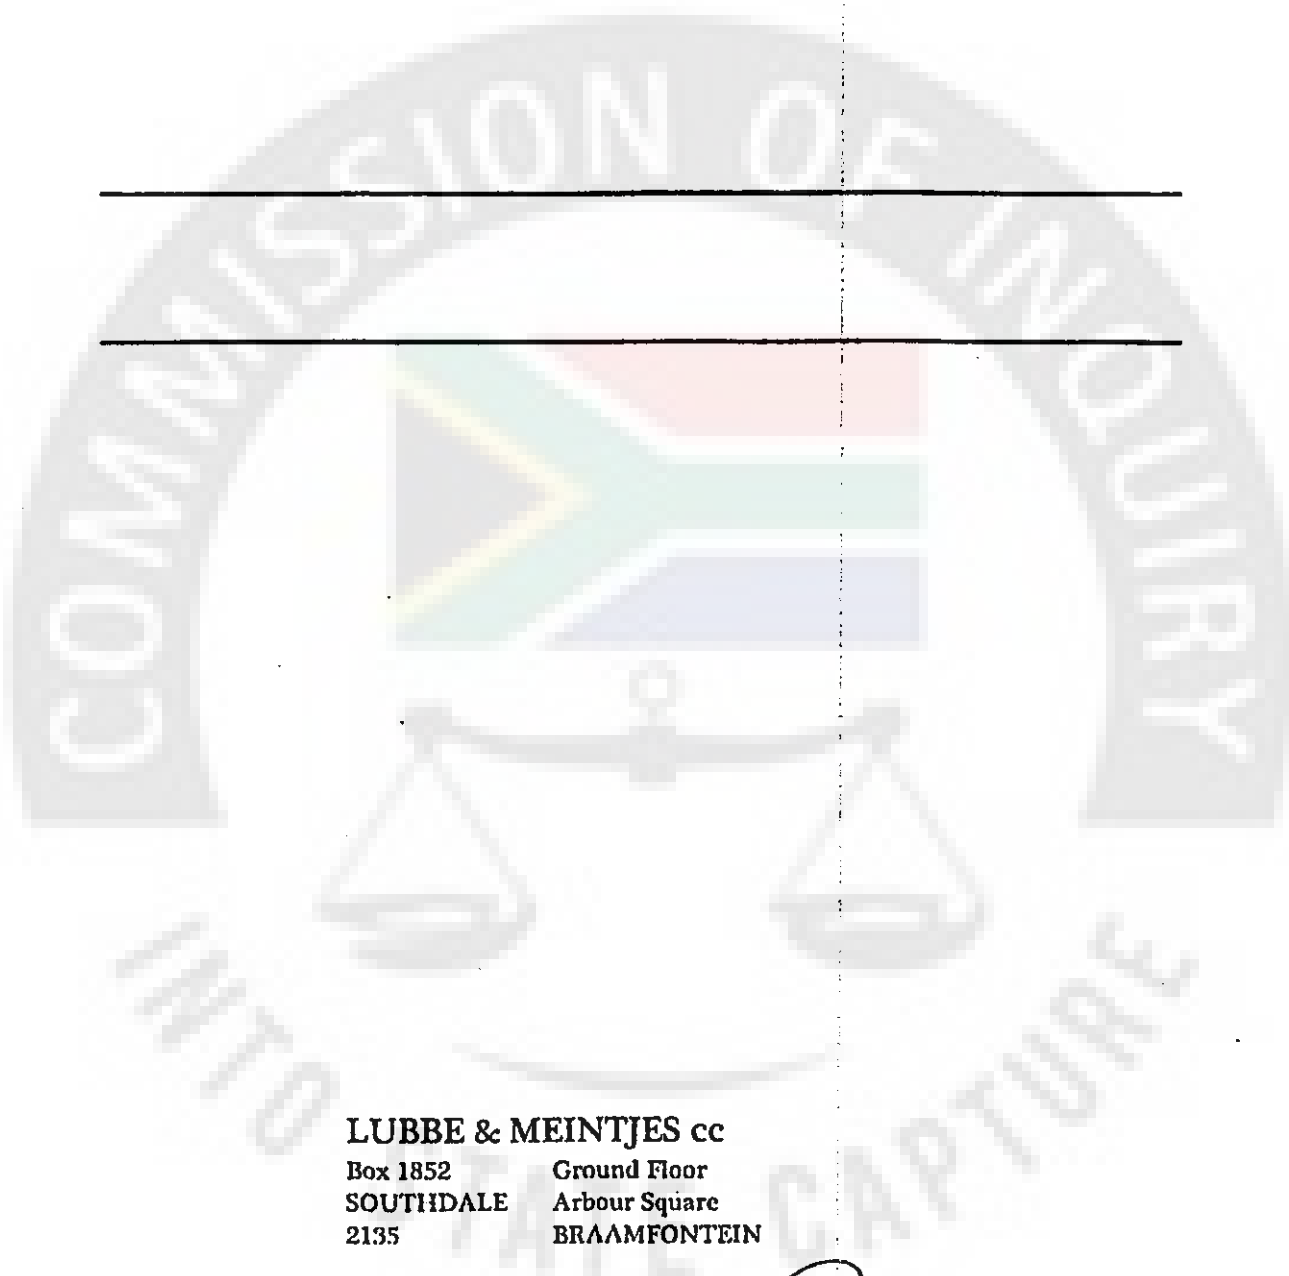 COMMISSION OF INQUIRY
INTO STATE CAPTURE
LUBBE & MEINTJES cc
Box 1852 Ground Floor
SOUTHDALE Arbour Square
2135 BRAAMFONTEIN